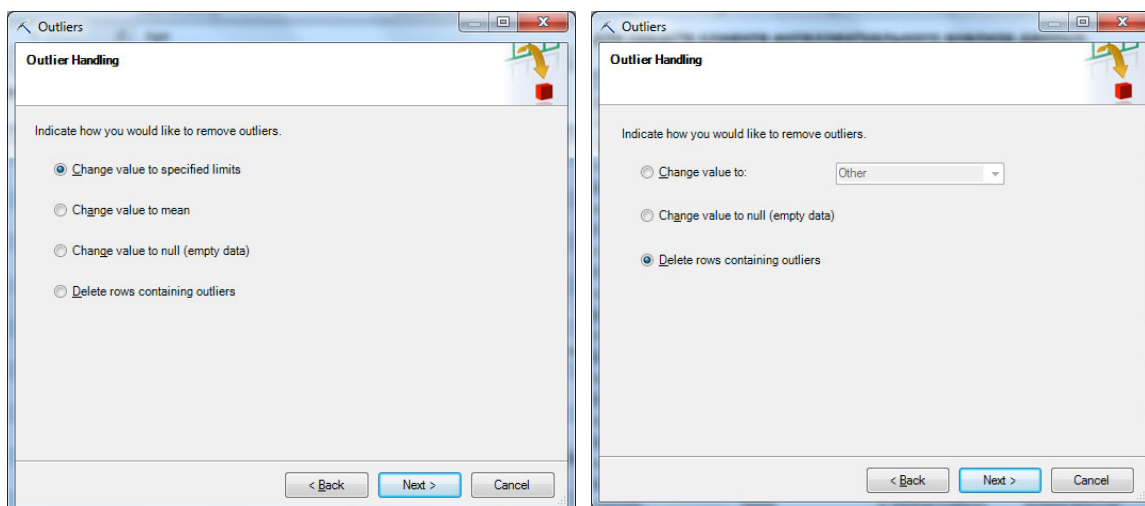 Outliers
Outlier Handling
Indicate how you would like to remove outliers.
Change value to specified limits
Change value to mean
Change value to null (empty data)
Delete rows containing outliers
< Back
Next >
Cancel
Outliers
Outlier Handling
Indicate how you would like to remove outliers.
Change value to:
Other
Change value to null (empty data)
Delete rows containing outliers
< Back
Next >
Cancel